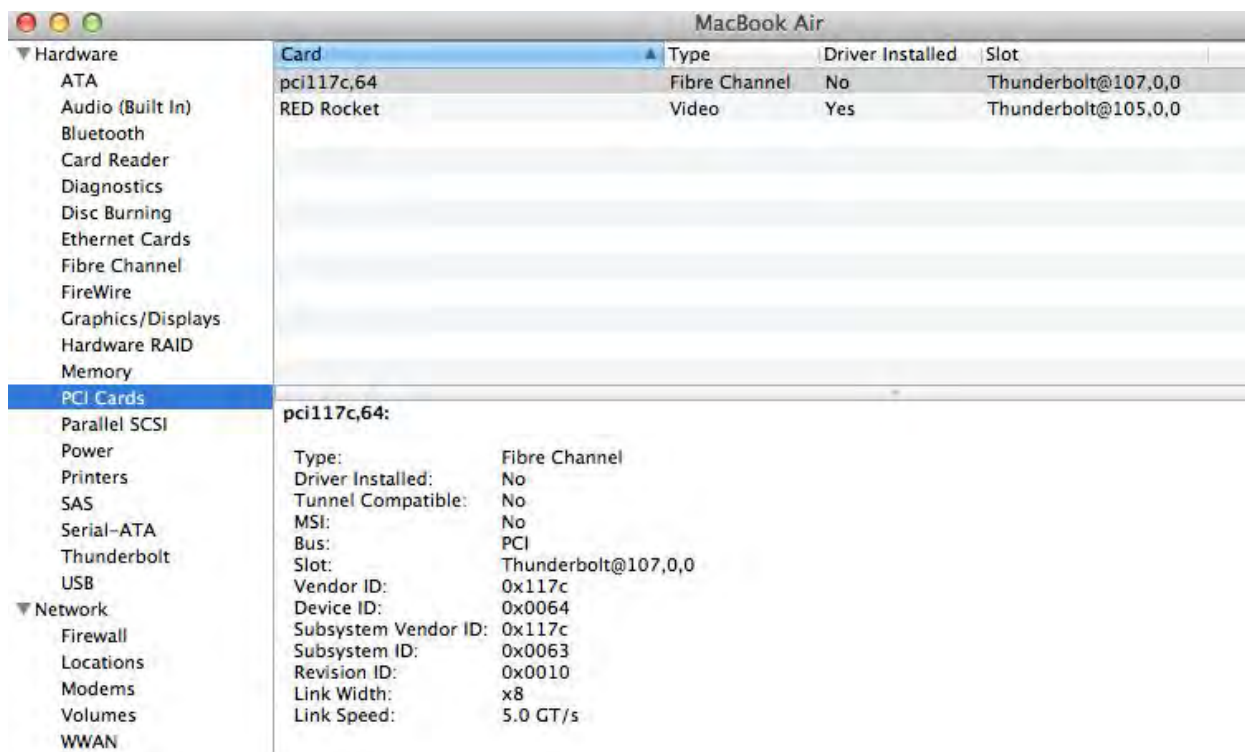 MacBook Air
Hardware
ATA
Audio (Built In)
Bluetooth
Card Reader
Diagnostics
Disc Burning
Ethernet Cards
Fibre Channel
FireWire
Graphics/Displays
Hardware RAID
Memory
PCI Cards
Parallel SCSI
Power
Printers
SAS
Serial-ATA
Thunderbolt
USB
Network
Firewall
Locations
Modems
Volumes
WWAN
Card Type Driver Installed Slot
pci117c,64 Fibre Channel No Thunderbolt@107,0,0
RED Rocket Video Yes Thunderbolt@105,0,0
pci117c,64:
Type: Fibre Channel
Driver Installed: No
Tunnel Compatible: No
MSI: No
Bus: PCI
Slot: Thunderbolt@107,0,0
Vendor ID: 0x117c
Device ID: 0x0064
Subsystem Vendor ID: 0x117c
Subsystem ID: 0x0063
Revision ID: 0x0010
Link Width: x8
Link Speed: 5.0 GT/s